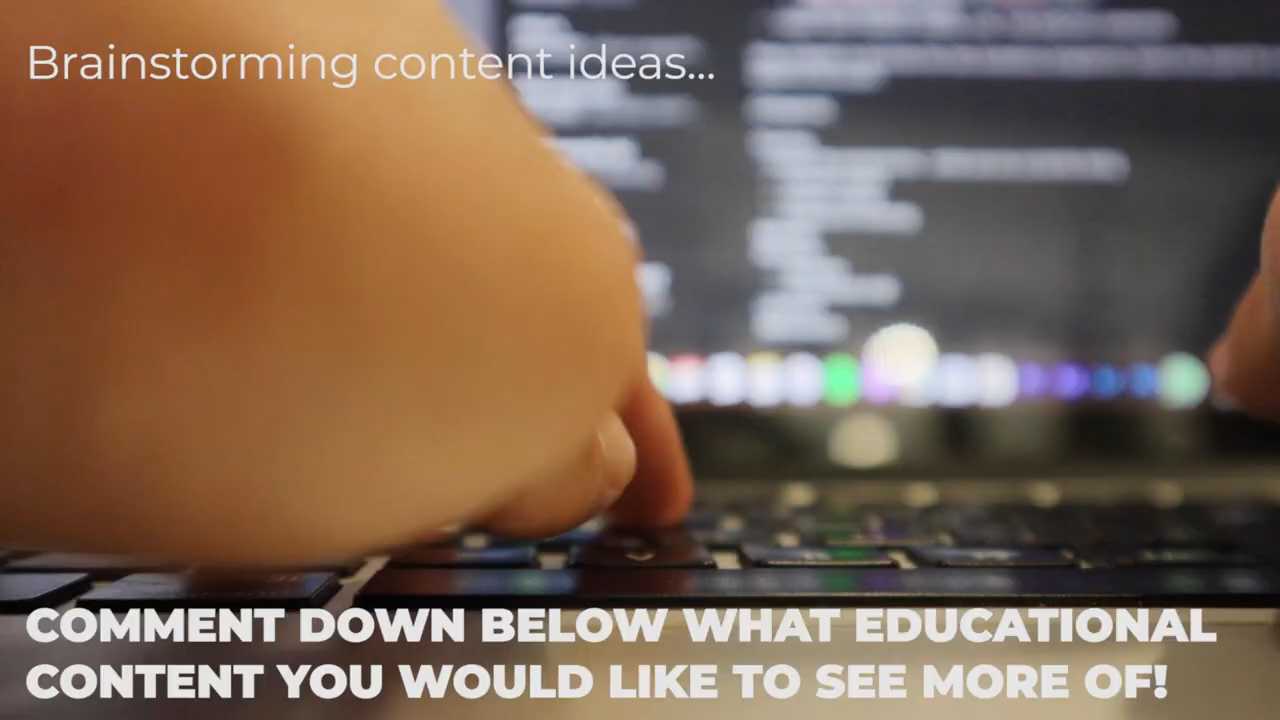 Brainstorming content ideas...
COMMENT DOWN BELOW WHAT EDUCATIONAL
CONTENT YOU WOULD LIKE TO SEE MORE OF!